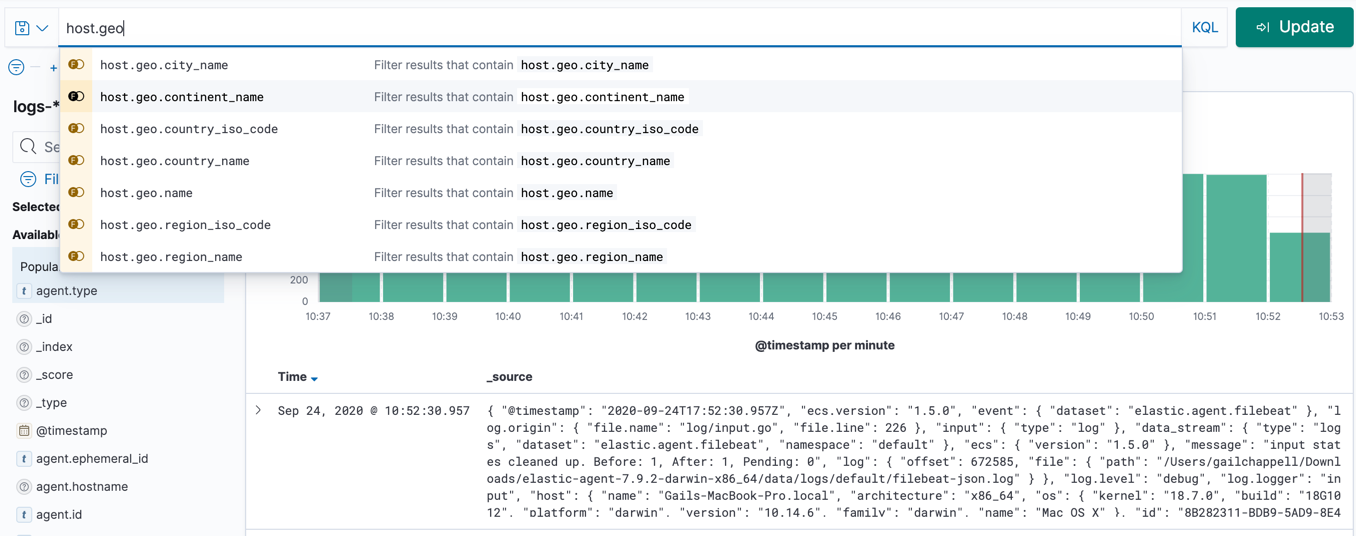 host.geo
KQL
Update
host.geo.city_name Filter results that contain host.geo.city_name
host.geo.continent_name Filter results that contain host.geo.continent_name
host.geo.country_iso_code Filter results that contain host.geo.country_iso_code
host.geo.country_name Filter results that contain host.geo.country_name
host.geo.name Filter results that contain host.geo.name
host.geo.region_iso_code Filter results that contain host.geo.region_iso_code
host.geo.region_name Filter results that contain host.geo.region_name
+
logs-*
Se
Fil
Selected
Availabl
Popula
t agent.type
? _id
? _index
? _score
? _type
@timestamp
agent.ephemeral_id
t agent.hostname
t agent.id
200
0
10:37 10:38 10:39 10:40 10:41 10:42 10:43 10:44 10:45 10:46 10:47 10:48 10:49 10:50 10:51 10:52 10:53
@timestamp per minute
Time _source
Sep 24, 2020 @ 10:52:30.957
{ "@timestamp": "2020-09-24T17:52:30.957Z", "ecs.version": "1.5.0", "event": { "dataset": "elastic.agent.filebeat" }, "l
og.origin": { "file.name": "log/input.go", "file.line": 226 }, "input": { "type": "log" }, "data_stream": { "type": "log
s", "dataset": "elastic.agent.filebeat", "namespace": "default" }, "ecs": { "version": "1.5.0" }, "message": "input stat
es cleaned up. Before: 1, After: 1, Pending: 0", "log": { "offset": 672585, "file": { "path": "/Users/gailchappell/Downl
oads/elastic-agent-7.9.2-darwin-x86_64/data/logs/default/filebeat-json.log" } }, "log.level": "debug", "log.logger": "in
put", "host": { "name": "Gails-MacBook-Pro.local", "architecture": "x86_64", "os": { "kernel": "18.7.0", "build": "18G10
12", "platform": "darwin", "version": "10.14.6", "family": "darwin", "name": "Mac OS X" }, "id": "8B282311-BDB9-5AD9-8E4